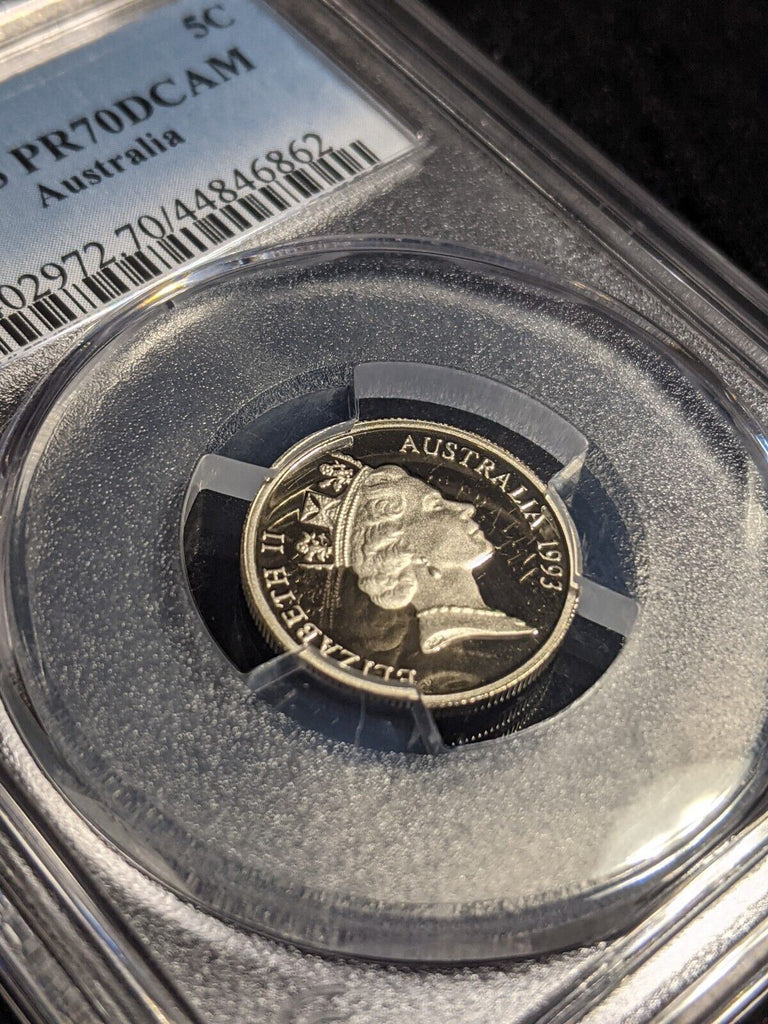 5C
PR70DCAM
Australia
02972.70/44846862
ELIZABETH II
AUSTRALIA 1993